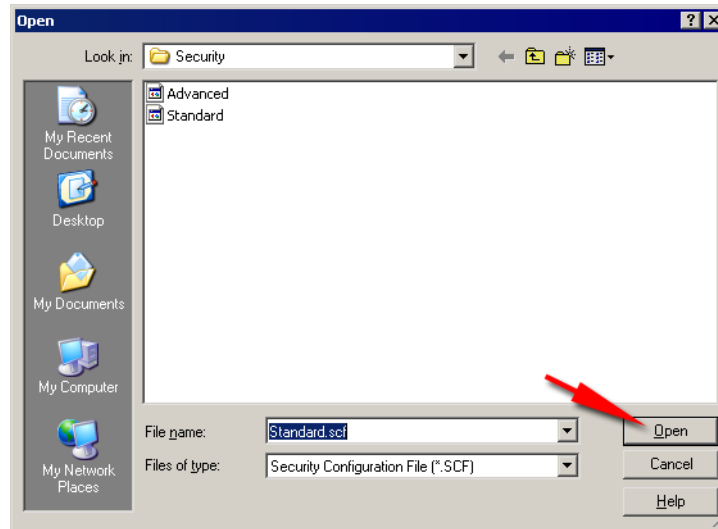 Open
Look in:
Security
Advanced
Standard
My Recent
Documents
Desktop
My Documents
My Computer
My Network
Places
File name:
Standard.scf
Open
Files of type:
Security Configuration File (*.SCF)
Cancel
Help